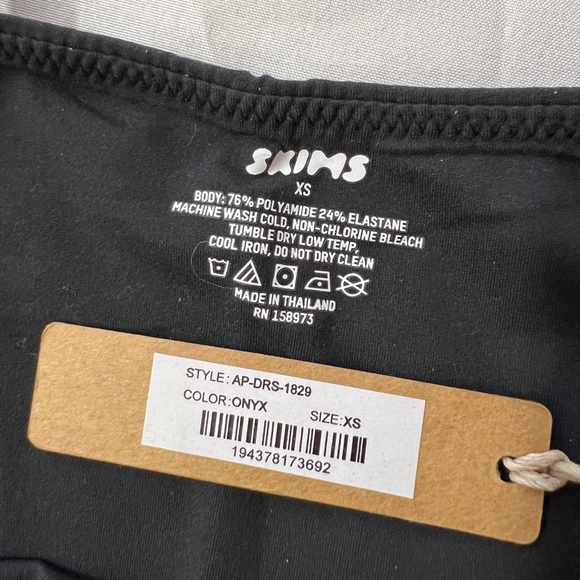 SKIMS
XS
BODY: 76% POLYAMIDE 24% ELASTANE
MACHINE WASH COLD, NON-CHLORINE BLEACH
TUMBLE DRY LOW TEMP,
COOL IRON, DO NOT DRY CLEAN
MADE IN THAILAND
RN 158973
STYLE: AP-DRS-1829
COLOR: ONYX SIZE: XS
194378173692